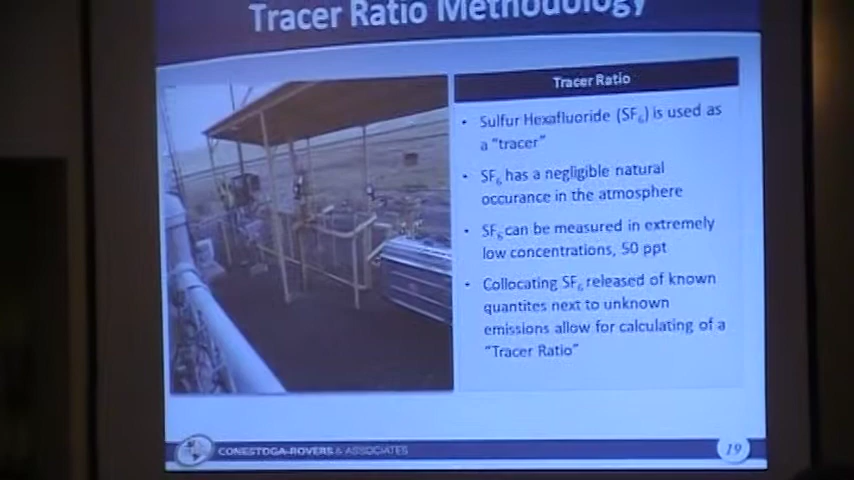 Tracer Ratio Methodology
Tracer Ratio
• Sulfur Hexafluoride (SF6) is used as
a "tracer"
• SF6 has a negligible natural
occurance in the atmosphere
• SF6 can be measured in extremely
low concentrations, 50 ppt
• Collocating SF6 released of known
quantites next to unknown
emissions allow for calculating of a
"Tracer Ratio"
CONESTOGA-ROVERS & ASSOCIATES
19